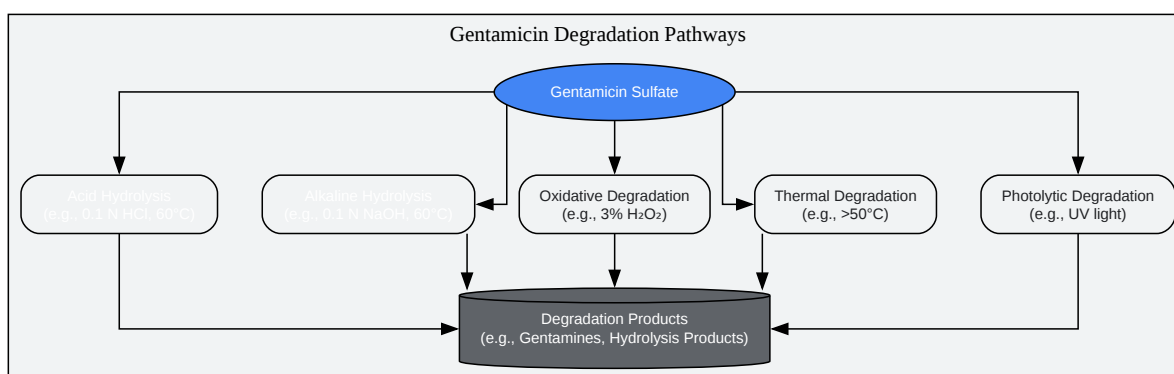 Gentamicin Degradation Pathways
Gentamicin Sulfate
Acid Hydrolysis
(e.g., 0.1 N HCl, 60°C)
Alkaline Hydrolysis
(e.g., 0.1 N NaOH, 60°C)
Oxidative Degradation
(e.g., 3% H₂O₂)
Thermal Degradation
(e.g., >50°C)
Photolytic Degradation
(e.g., UV light)
Degradation Products
(e.g., Gentamines, Hydrolysis Products)